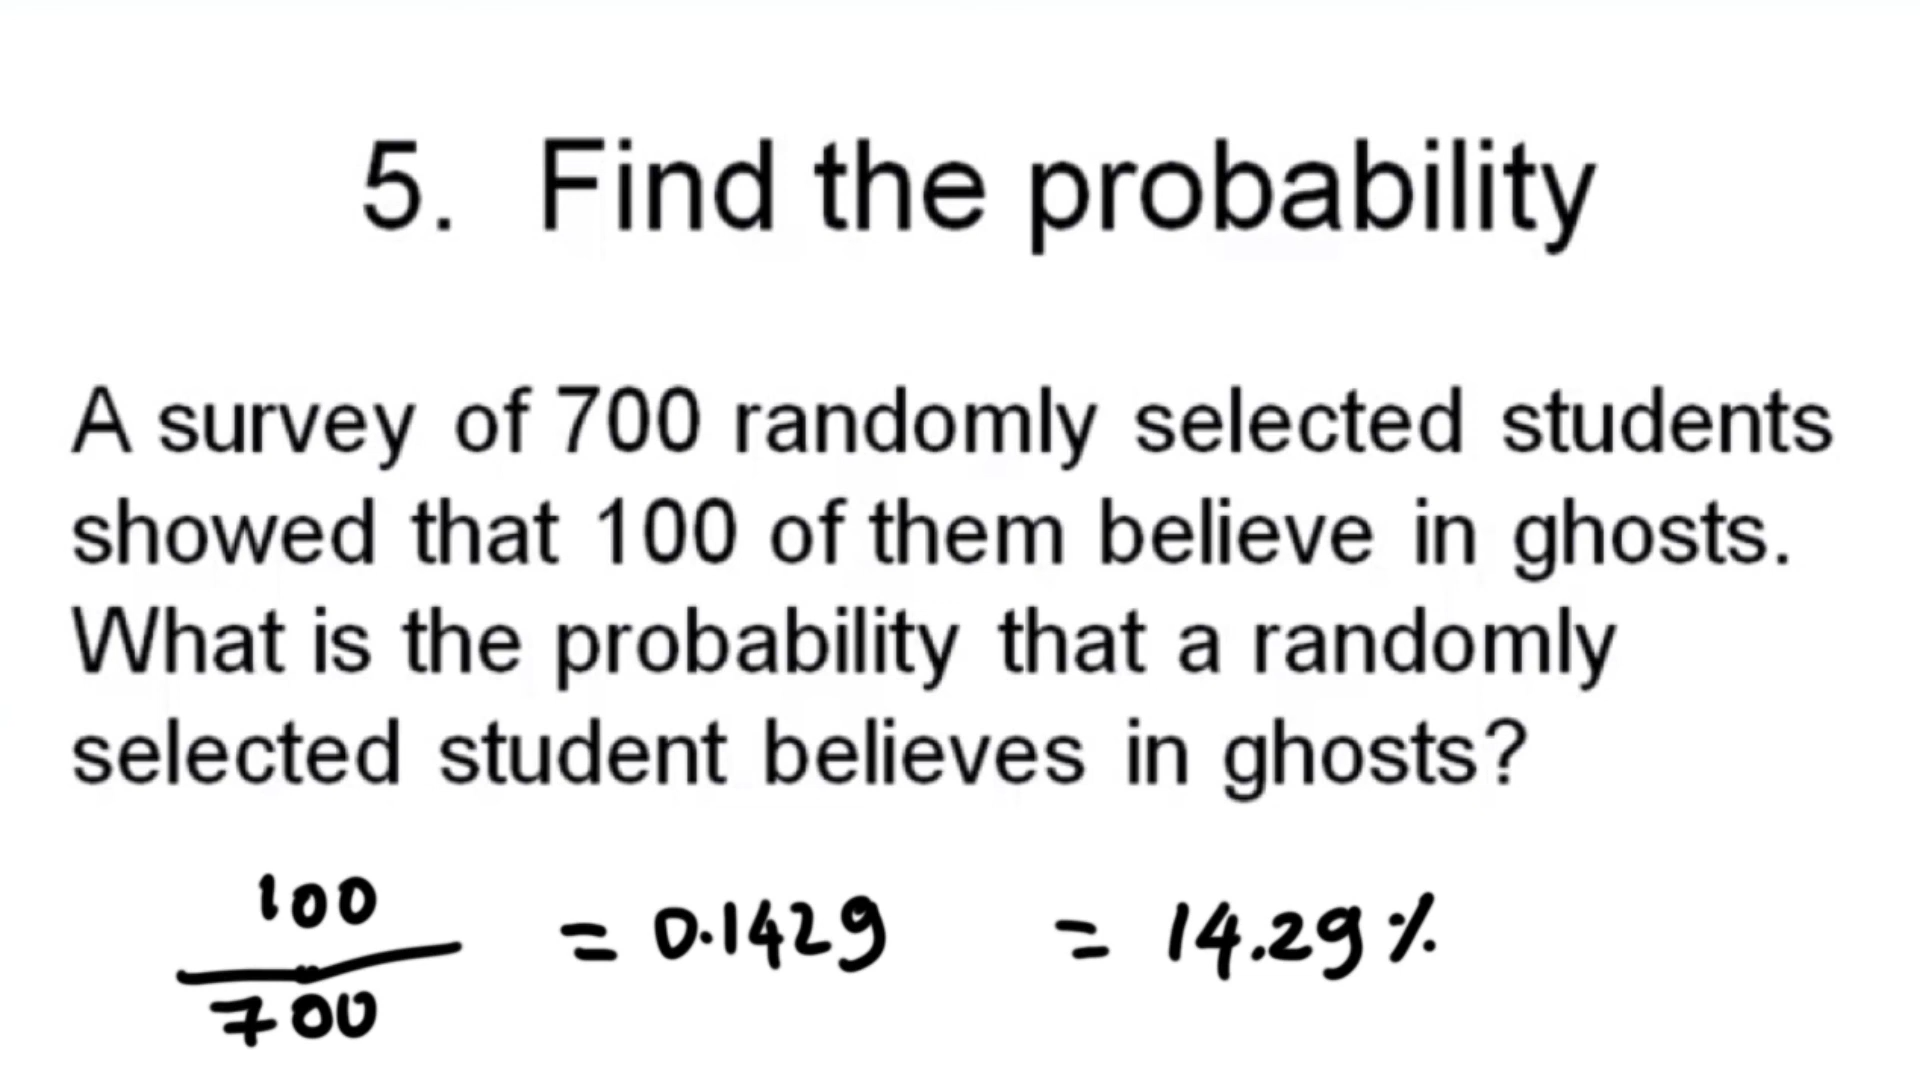 5. Find the probability
A survey of 700 randomly selected students
showed that 100 of them believe in ghosts.
What is the probability that a randomly
selected student believes in ghosts?
100
= 0.1429 = 14.29%
700